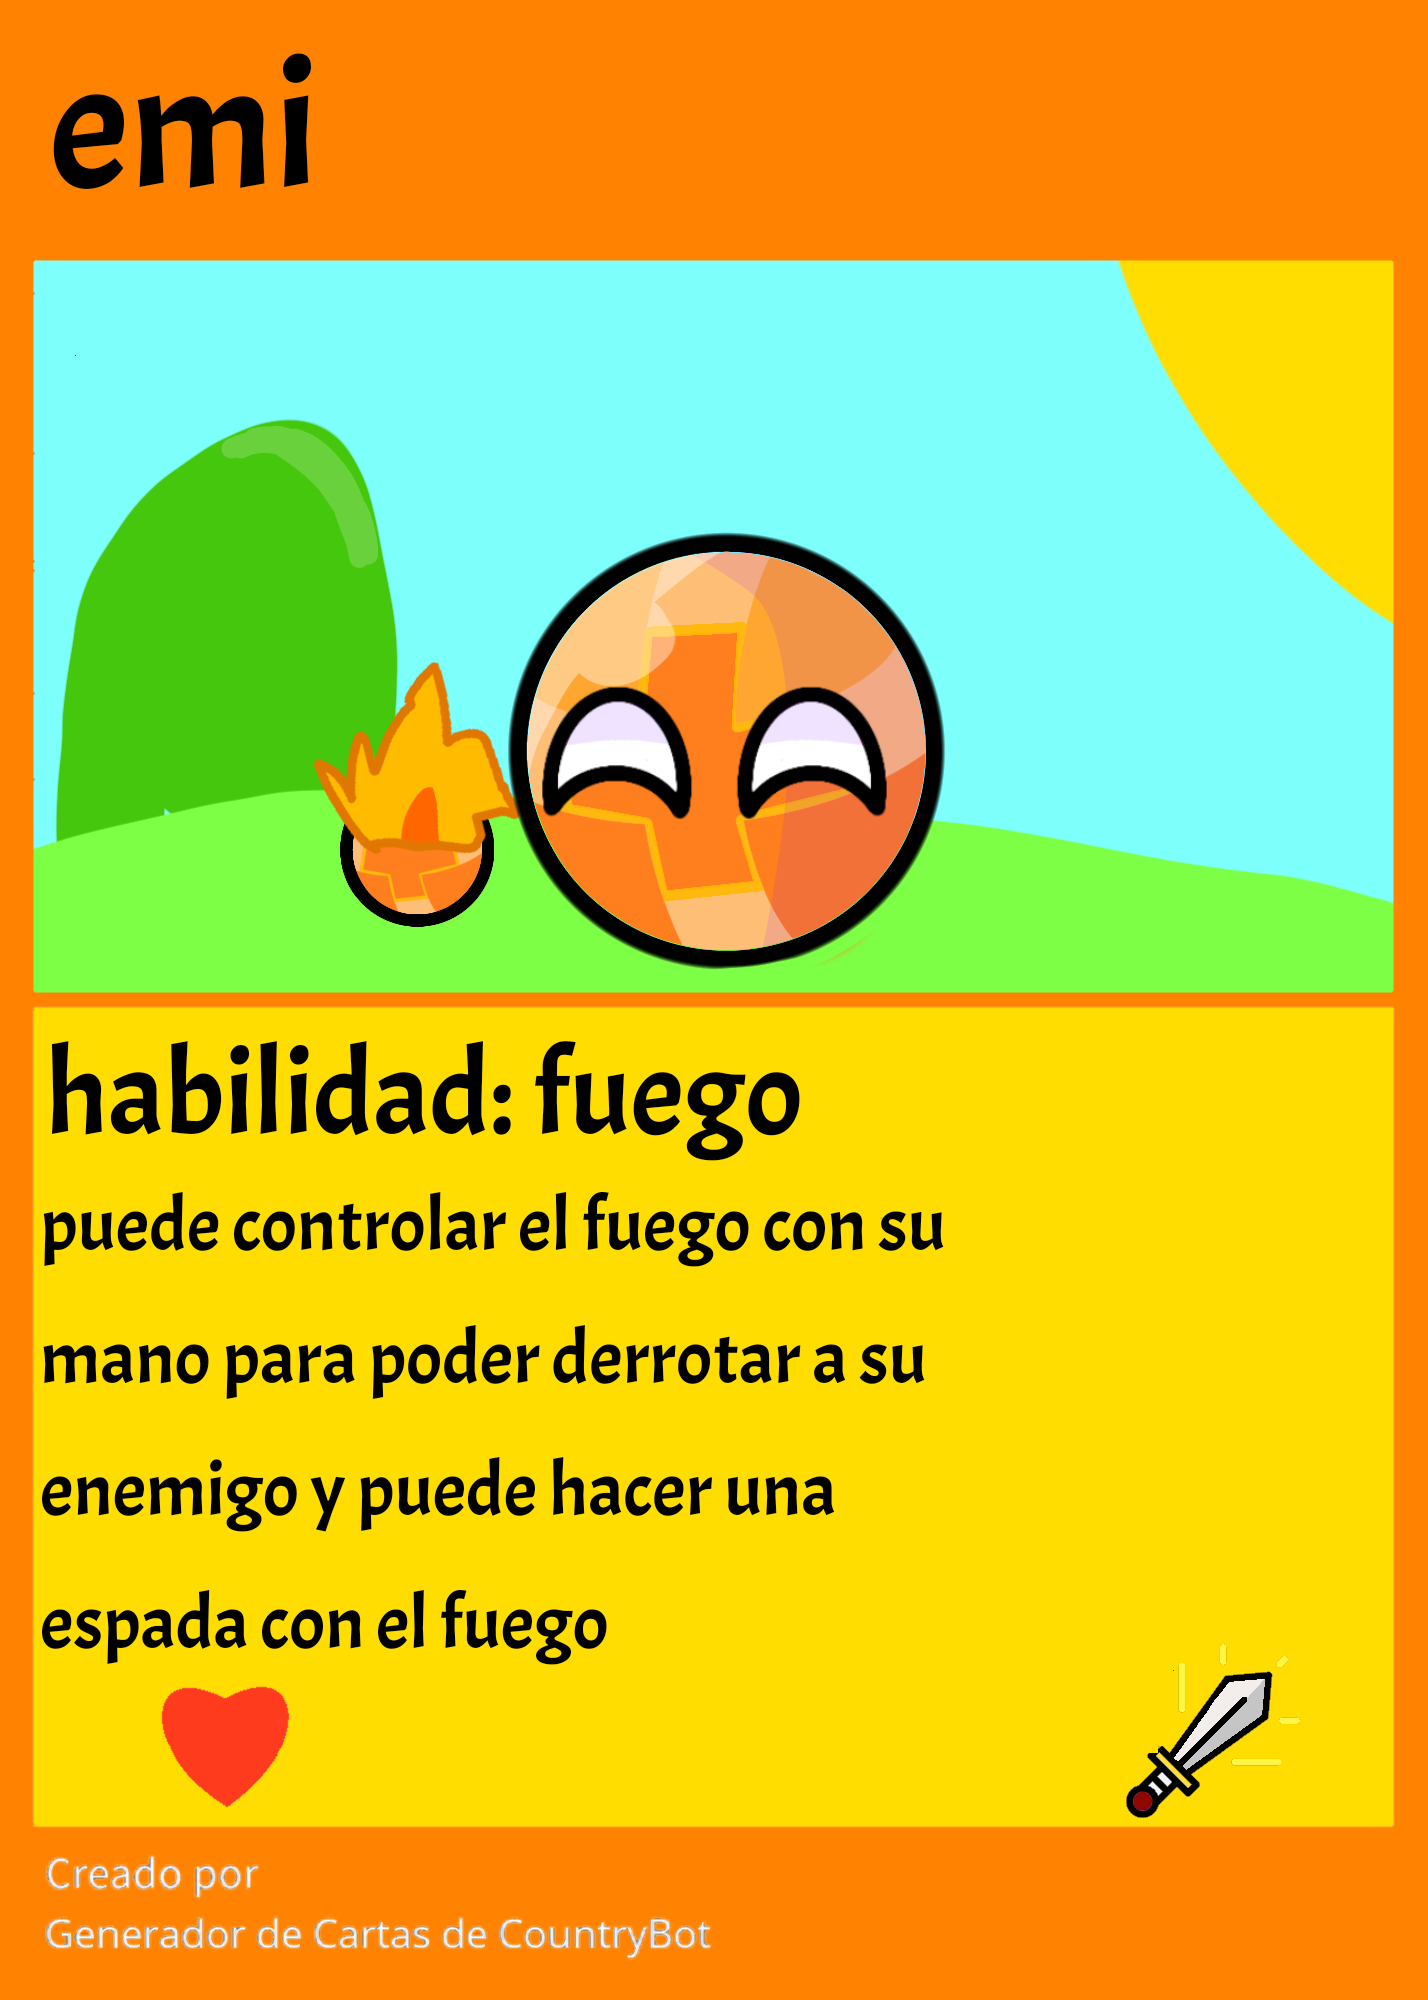 emi
habilidad: fuego
puede controlar el fuego con su
mano para poder derrotar a su
enemigo y puede hacer una
espada con el fuego
Creado por
Generador de Cartas de CountryBot